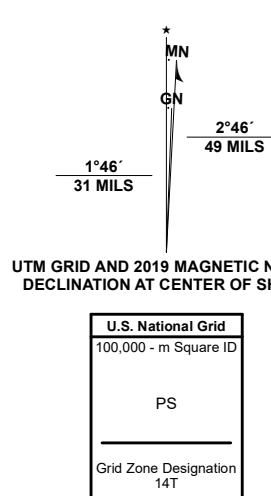 ★
MN
GN
2°46´
49 MILS
1°46´
31 MILS
UTM GRID AND 2019 MAGNETIC N
DECLINATION AT CENTER OF SH
U.S. National Grid
100,000 - m Square ID
PS
Grid Zone Designation
14T